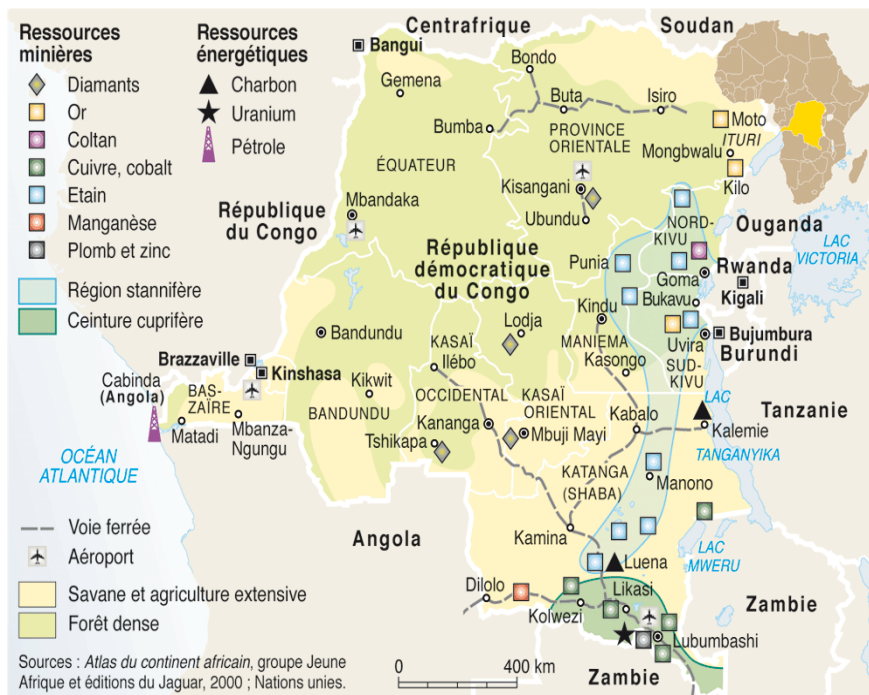 Ressources
minières
Diamants
Or
Coltan
Cuivre, cobalt
Etain
Manganèse
Plomb et zinc
Région stannifère
Ceinture cuprifère
Ressources
énergétiques
Charbon
Uranium
Pétrole
Centrafrique
Soudan
Bangui
Bondo
Gemena
Buta
Isiro
Moto
Bumba
PROVINCE
ORIENTALE
ITURI
Mongbwalu
ÉQUATEUR
Kisangani
Kilo
Mbandaka
Ubundu
République
du Congo
NORD-
KIVU
Ouganda
LAC
VICTORIA
République
démocratique
du Congo
Punia
Goma
Rwanda
Kigali
Kindu
Bukavu
Bandundu
Lodja
MANIEMA
Uvira
Bujumbura
Burundi
Brazzaville
Kinshasa
KASAÏ
Ilébo
Kasongo
SUD-
KIVU
Cabinda
(Angola)
BAS-
ZAÏRE
Kikwit
BANDUNDU
OCCIDENTAL
KASAÏ
ORIENTAL
LAC
TANGANYIKA
Tanzanie
Matadi
Mbanza-
Ngungu
Kananga
Tshikapa
Mbuji Mayi
Kabalo
Kalemie
OCÉAN
ATLANTIQUE
KATANGA
(SHABA)
Manono
Angola
Kamina
LAC
MWERU
Luena
Dilolo
Likasi
Kolwezi
Zambie
Lubumbashi
Zambie
Voie ferrée
Aéroport
Savane et agriculture extensive
Forêt dense
0
400 km
Sources : Atlas du continent africain, groupe Jeune
Afrique et éditions du Jaguar, 2000 ; Nations unies.